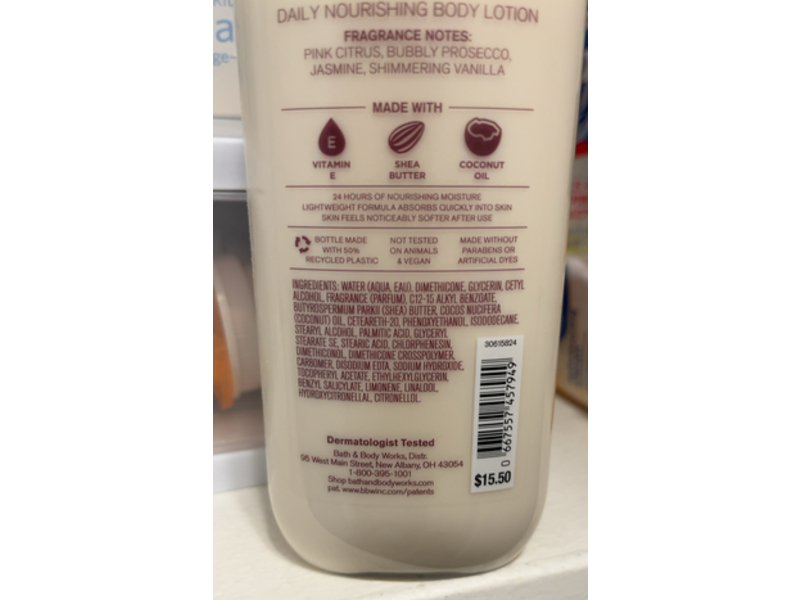 DAILY NOURISHING BODY LOTION
FRAGRANCE NOTES:
PINK CITRUS, BUBBLY PROSECCO,
JASMINE, SHIMMERING VANILLA
MADE WITH
E
VITAMIN
E
SHEA
BUTTER
COCONUT
OIL
24 HOURS OF NOURISHING MOISTURE
LIGHTWEIGHT FORMULA ABSORBS QUICKLY INTO SKIN
SKIN FEELS NOTICEABLY SOFTER AFTER USE
BOTTLE MADE
WITH 50%
RECYCLED PLASTIC
NOT TESTED
ON ANIMALS
& VEGAN
MADE WITHOUT
PARABENS OR
ARTIFICIAL DYES
INGREDIENTS: WATER (AQUA, EAU), DIMETHICONE, GLYCERIN, CETYL
ALCOHOL, FRAGRANCE (PARFUM), C12-15 ALKYL BENZOATE,
BUTYROSPERMUM PARKII (SHEA) BUTTER, COCOS NUCIFERA
(COCONUT) OIL, CETEARETH-20, PHENOXYETHANOL, ISODODECANE,
STEARYL ALCOHOL, PALMITIC ACID, GLYCERYL
STEARATE SE, STEARIC ACID, CHLORPHENESIN,
DIMETHICONOL, DIMETHICONE CROSSPOLYMER,
CARBOMER, DISODIUM EDTA, SODIUM HYDROXIDE,
TOCOPHERYL ACETATE, ETHYLHEXYLGLYCERIN,
BENZYL SALICYLATE, LIMONENE, LINALOOL,
HYDROXYCITRONELLAL, CITRONELLOL.
30615824
0 667557 457949
$15.50
Dermatologist Tested
Bath & Body Works, Distr.
95 West Main Street, New Albany, OH 43054
1-800-395-1001
Shop bathandbodyworks.com
pat. www.bbwinc.com/patents